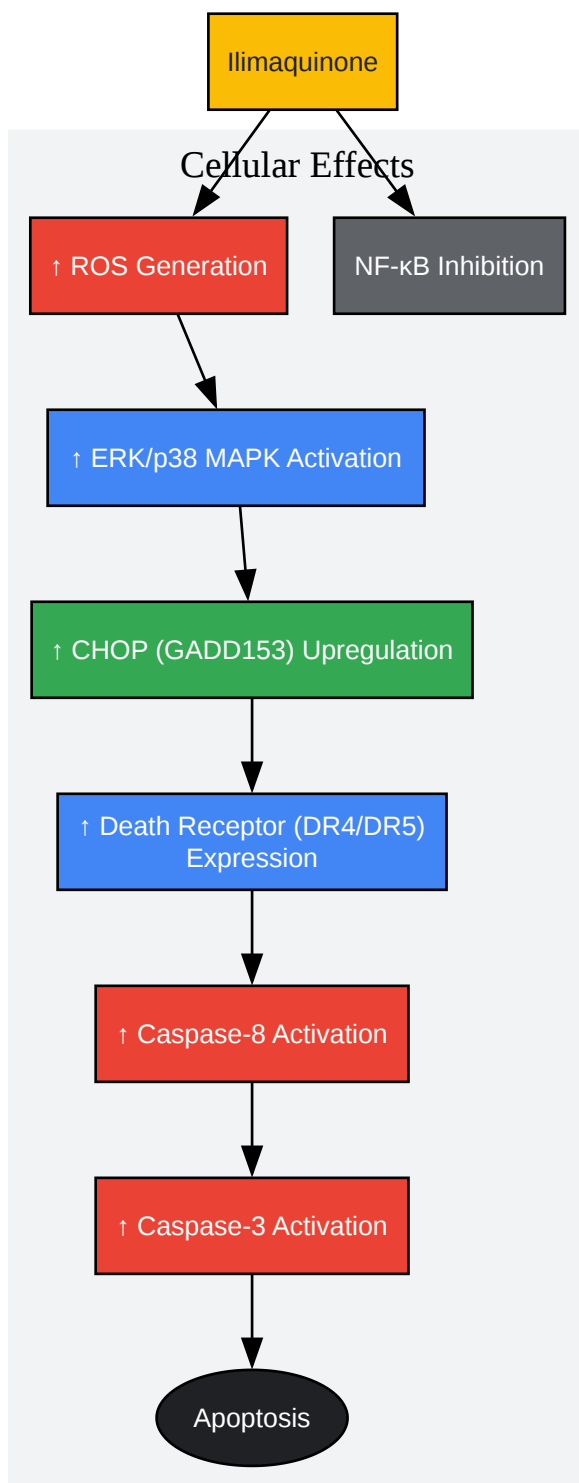 Ilimaquinone
Cellular Effects
↑ ROS Generation
NF-κB Inhibition
↑ ERK/p38 MAPK Activation
↑ CHOP (GADD153) Upregulation
↑ Death Receptor (DR4/DR5)
Expression
↑ Caspase-8 Activation
↑ Caspase-3 Activation
Apoptosis